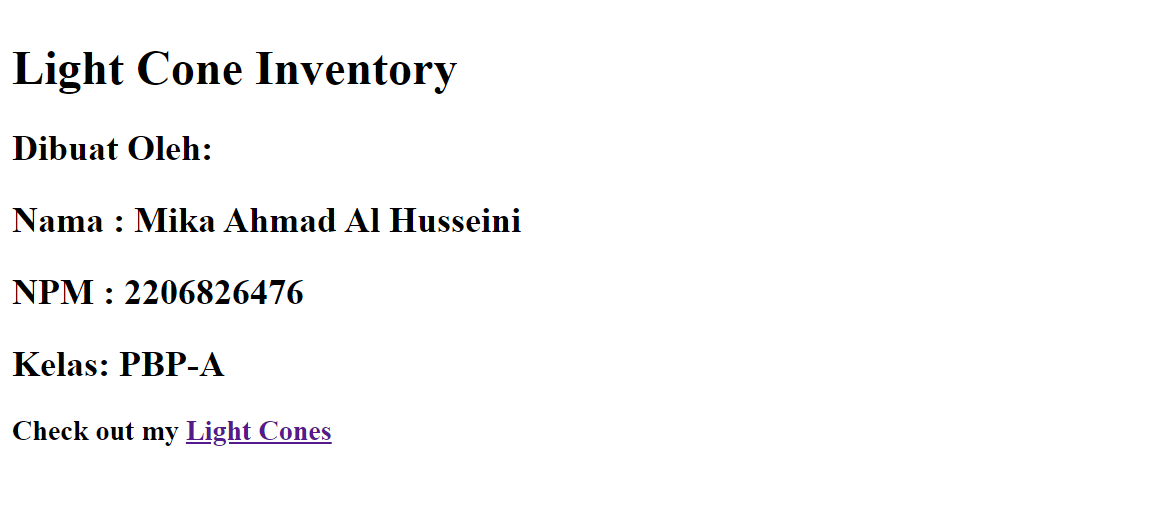 Light Cone Inventory
Dibuat Oleh:
Nama : Mika Ahmad Al Husseini
NPM : 2206826476
Kelas: PBP-A
Check out my Light Cones